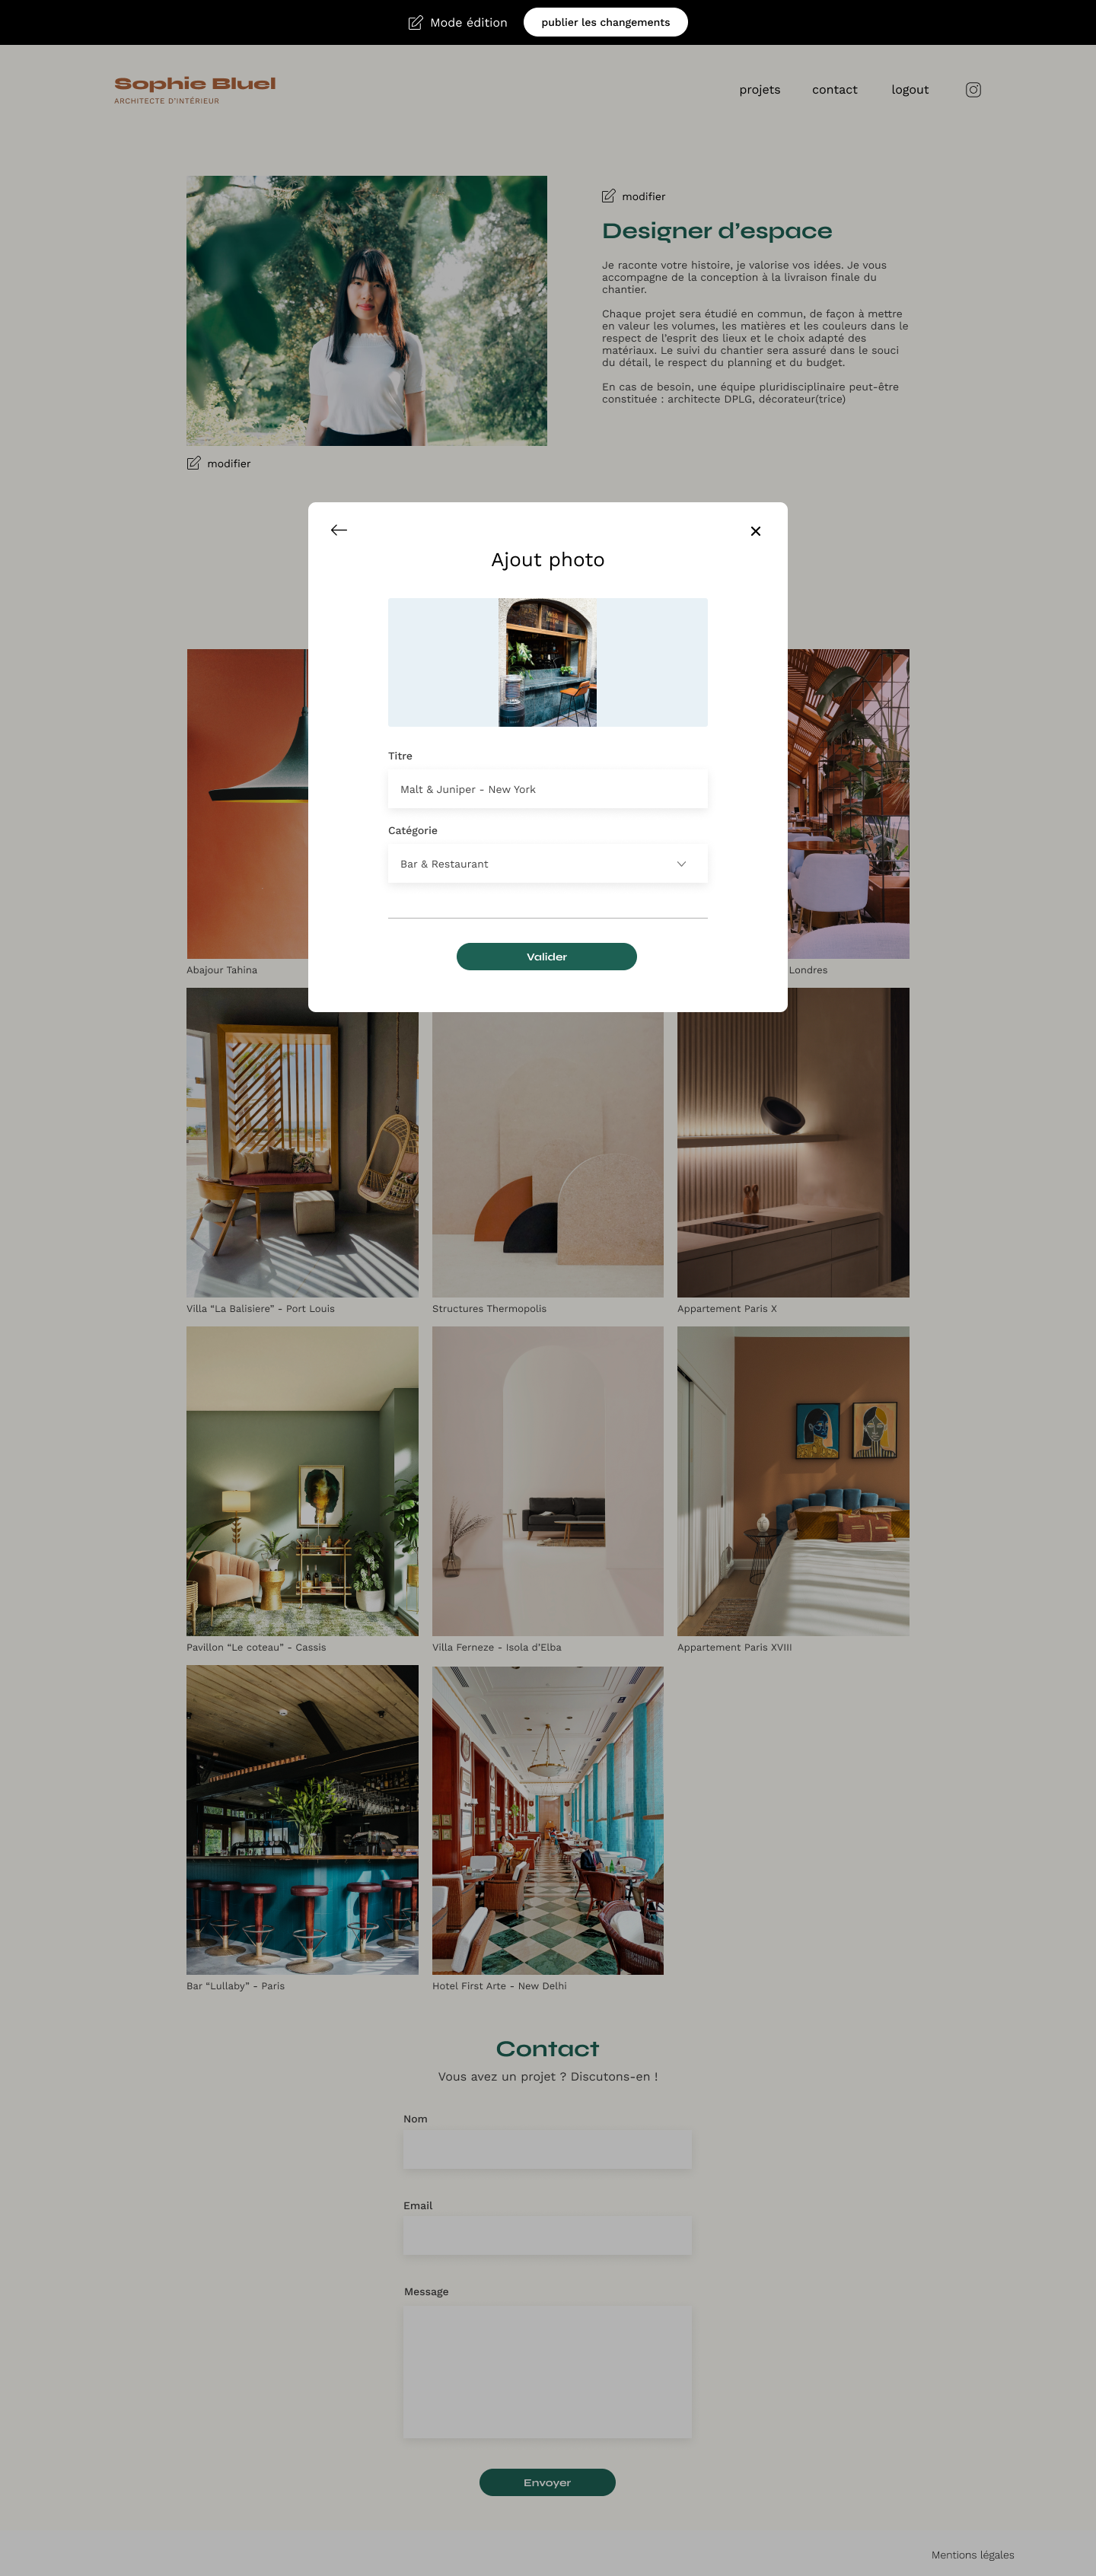 Mode édition
publier les changements
Sophie Bluel
ARCHITECTE D'INTÉRIEUR
projets
contact
logout
modifier
Designer d’espace
Je raconte votre histoire, je valorise vos idées. Je vous
accompagne de la conception à la livraison finale du
chantier.
Chaque projet sera étudié en commun, de façon à mettre
en valeur les volumes, les matières et les couleurs dans le
respect de l’esprit des lieux et le choix adapté des
matériaux. Le suivi du chantier sera assuré dans le souci
du détail, le respect du planning et du budget.
En cas de besoin, une équipe pluridisciplinaire peut-être
constituée : architecte DPLG, décorateur(trice)
modifier
Ajout photo
Titre
Malt & Juniper - New York
Catégorie
Bar & Restaurant
Valider
Abajour Tahina
Londres
Villa “La Balisiere” - Port Louis
Structures Thermopolis
Appartement Paris X
Pavillon “Le coteau” - Cassis
Villa Ferneze - Isola d’Elba
Appartement Paris XVIII
Bar “Lullaby” - Paris
Hotel First Arte - New Delhi
Contact
Vous avez un projet ? Discutons-en !
Nom
Email
Message
Envoyer
Mentions légales